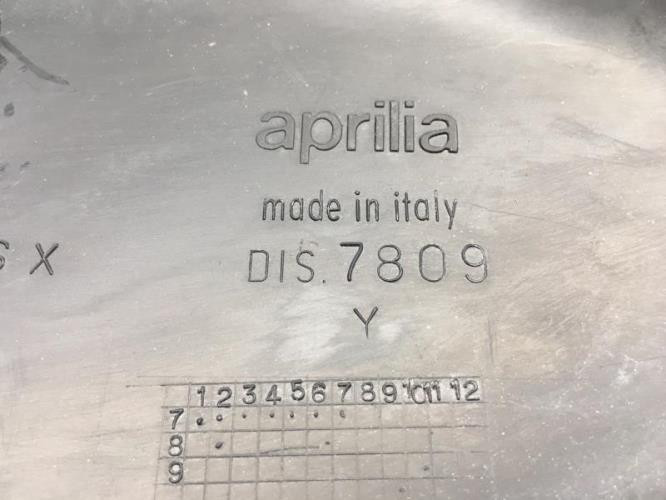 aprilia
made in italy
S X DIS. 7809
Y
1 2 3 4 5 6 7 8 9 10 11 12
7
8
9